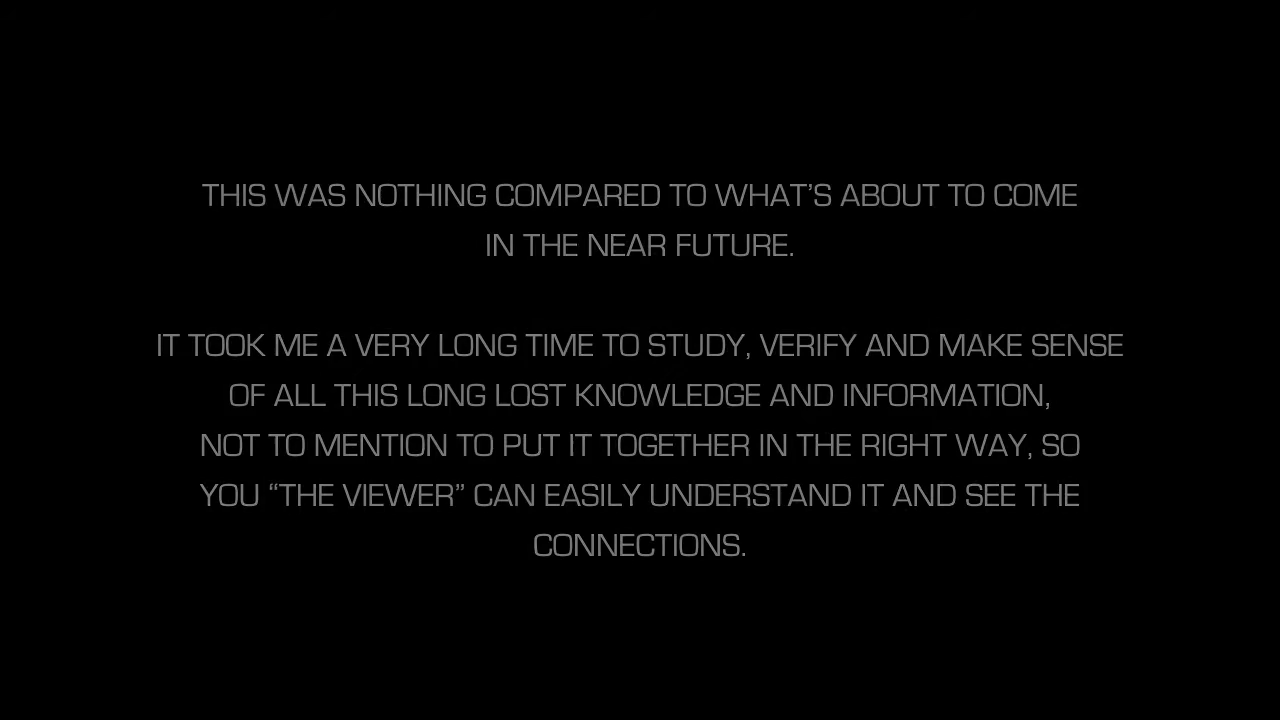 THIS WAS NOTHING COMPARED TO WHAT’S ABOUT TO COME
IN THE NEAR FUTURE.
IT TOOK ME A VERY LONG TIME TO STUDY, VERIFY AND MAKE SENSE
OF ALL THIS LONG LOST KNOWLEDGE AND INFORMATION,
NOT TO MENTION TO PUT IT TOGETHER IN THE RIGHT WAY, SO
YOU “THE VIEWER” CAN EASILY UNDERSTAND IT AND SEE THE
CONNECTIONS.